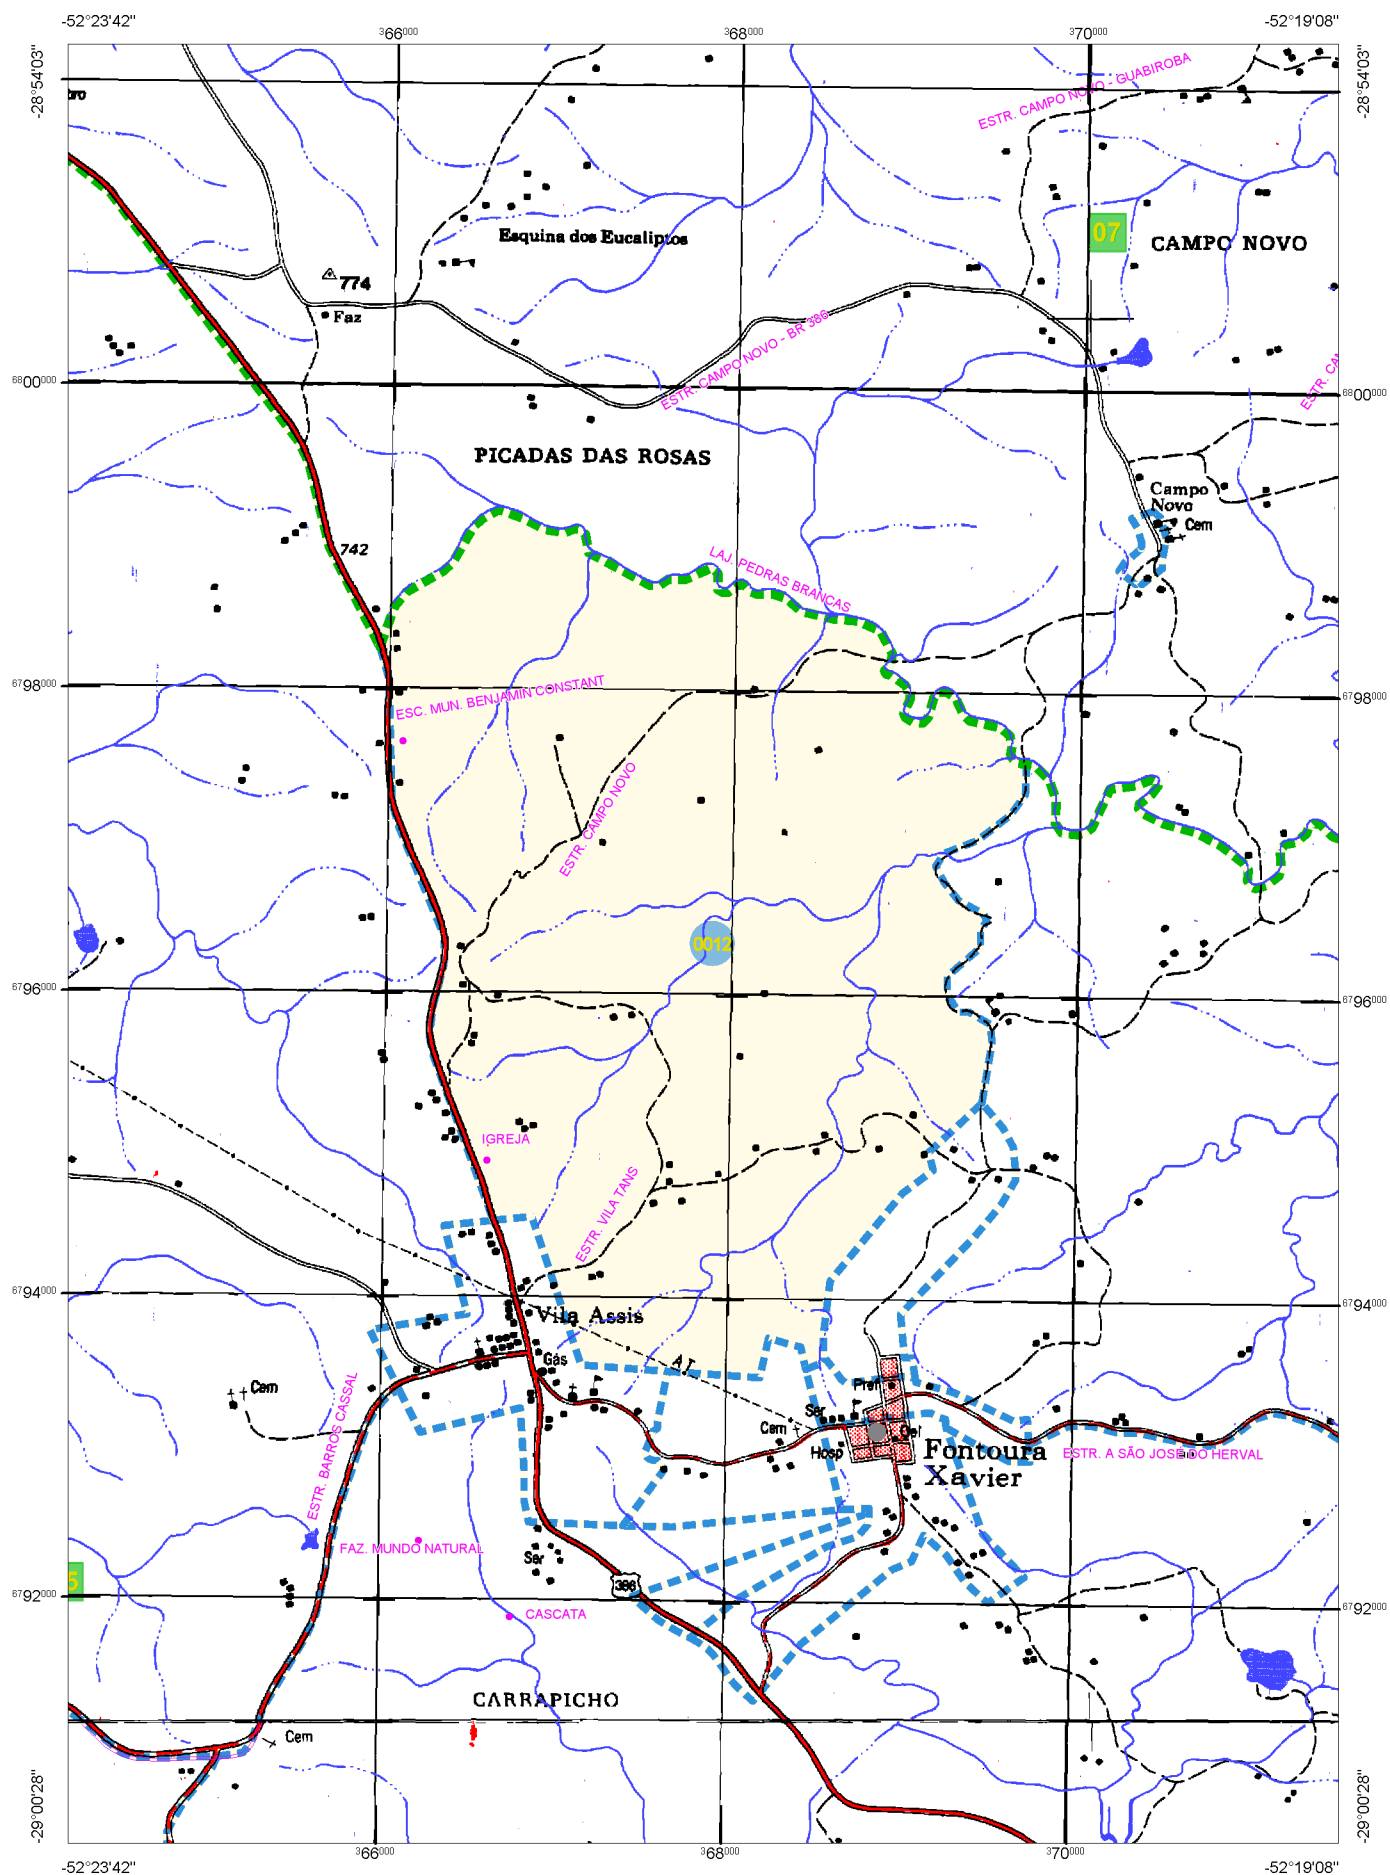 -52°23'42"
-52°19'08"
366000
368000
370000
-28°54'03"
-28°54'03"
ESTR. CAMPO NOVO - GUABIROBA
07
CAMPO NOVO
Esquina dos Eucaliptos
774
Faz
ESTR. CAMPO NOVO - BR 386
6800000
6800000
ESTR. CA
PICADAS DAS ROSAS
Campo
Novo
Cem
742
LAJ. PEDRAS BRANCAS
6798000
6798000
ESC. MUN. BENJAMIN CONSTANT
ESTR. CAMPO NOVO
0012
6796000
6796000
IGREJA
ESTR. VILA TANS
6794000
6794000
Vila Assis
Gás
AT
Cem
Pref
Ser
Cem
Hosp
Del
Fontoura
Xavier
ESTR. A SÃO JOSÉ DO HERVAL
ESTR. BARROS CASSAL
FAZ. MUNDO NATURAL
Ser
386
5
6792000
6792000
CASCATA
CARRAPICHO
Cem
-29°00'28"
-29°00'28"
366000
368000
370000
-52°23'42"
-52°19'08"